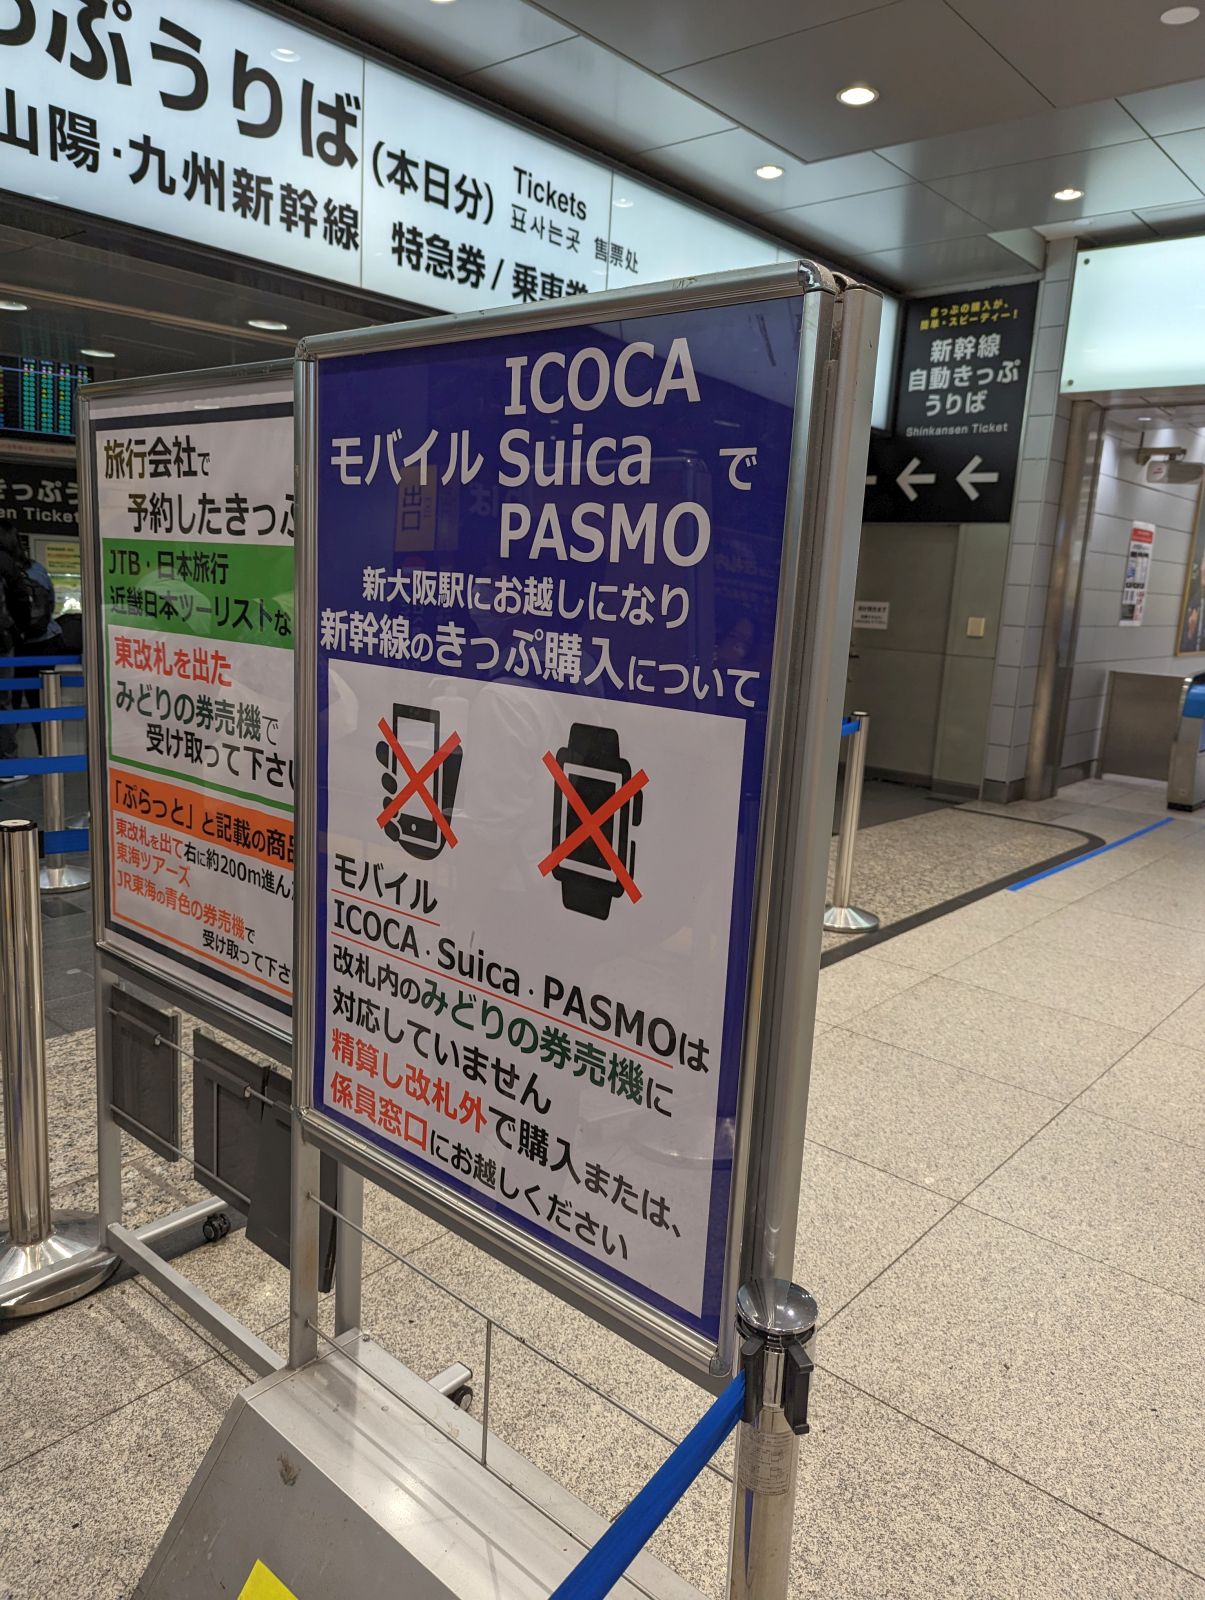 っぷうりば
(本日分)
Tickets
표사는곳 售票处
山陽・九州新幹線
特急券/乗車券
きっぷの購入が、
簡単・スピーディー!
新幹線
自動きっぷ
うりば
Shinkansen Ticket
旅行会社で
予約したきっぷ
JTB・日本旅行
近畿日本ツーリストな
東改札を出た
みどりの券売機で
受け取って下さい
「ぷらっと」と記載の商品
東改札を出て右に約200m進ん
東海ツアーズ
JR東海の青色の券売機で
受け取って下さ
ICOCA
モバイル Suica で
PASMO
新大阪駅にお越しになり
新幹線のきっぷ購入について
モバイル
ICOCA・Suica・PASMOは
改札内のみどりの券売機に
対応していません
精算し改札外で購入または、
係員窓口にお越しください